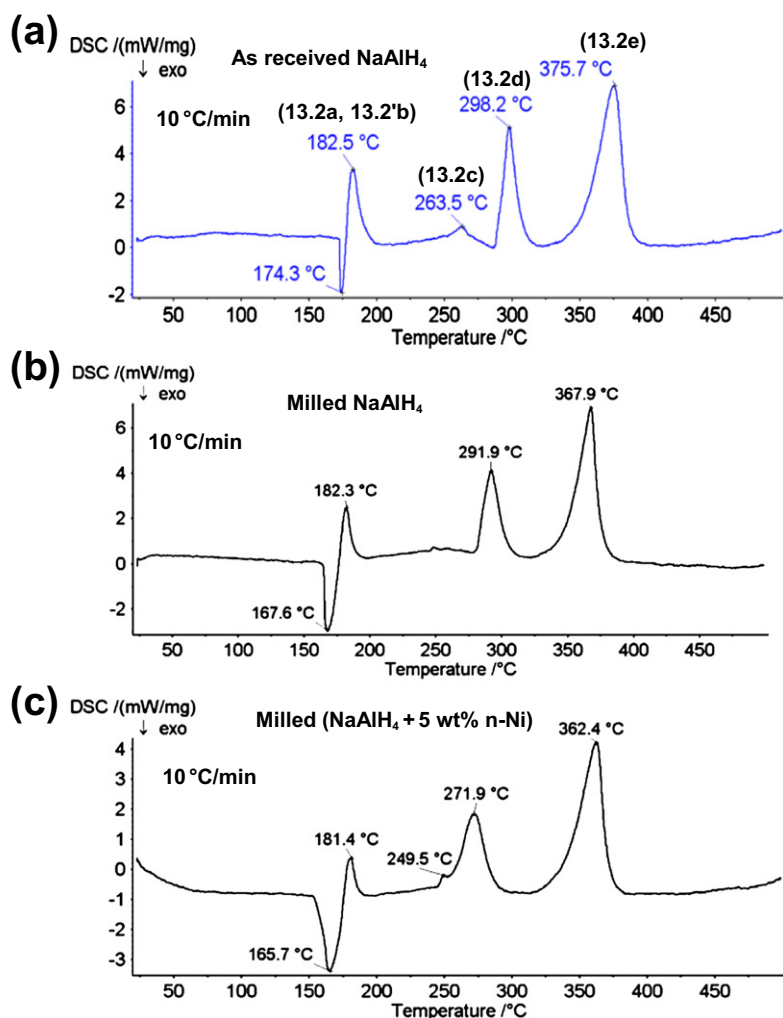 (a)
DSC /(mW/mg)
↓ exo
As received NaAlH₄
10 °C/min
(13.2a, 13.2'b)
182.5 °C
(13.2c)
263.5 °C
(13.2d)
298.2 °C
(13.2e)
375.7 °C
174.3 °C
6
4
2
0
-2
50 100 150 200 250 300 350 400 450
Temperature /°C
(b)
DSC /(mW/mg)
↓ exo
Milled NaAlH₄
10 °C/min
182.3 °C
291.9 °C
367.9 °C
167.6 °C
6
4
2
0
-2
50 100 150 200 250 300 350 400 450
Temperature /°C
(c)
DSC /(mW/mg)
↓ exo
Milled (NaAlH₄ + 5 wt% n-Ni)
10 °C/min
181.4 °C
249.5 °C
271.9 °C
362.4 °C
165.7 °C
4
3
2
1
0
-1
-2
-3
50 100 150 200 250 300 350 400 450
Temperature /°C